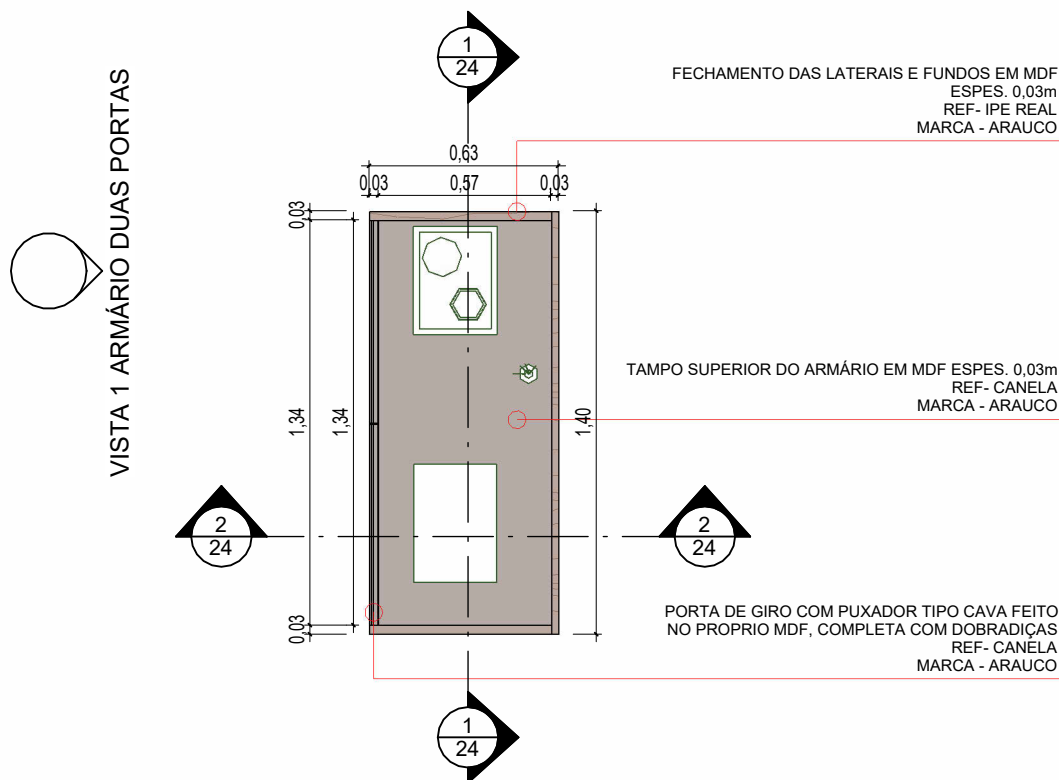 1
24
FECHAMENTO DAS LATERAIS E FUNDOS EM MDF
ESPES. 0,03m
REF- IPE REAL
MARCA - ARAUCO
VISTA 1 ARMÁRIO DUAS PORTAS
0,63
0,03 0,57 0,03
0,03
1,34
1,34
1,40
0,03
TAMPO SUPERIOR DO ARMÁRIO EM MDF ESPES. 0,03m
REF- CANELA
MARCA - ARAUCO
2
24
2
24
PORTA DE GIRO COM PUXADOR TIPO CAVA FEITO
NO PROPRIO MDF, COMPLETA COM DOBRADIÇAS
REF- CANELA
MARCA - ARAUCO
1
24